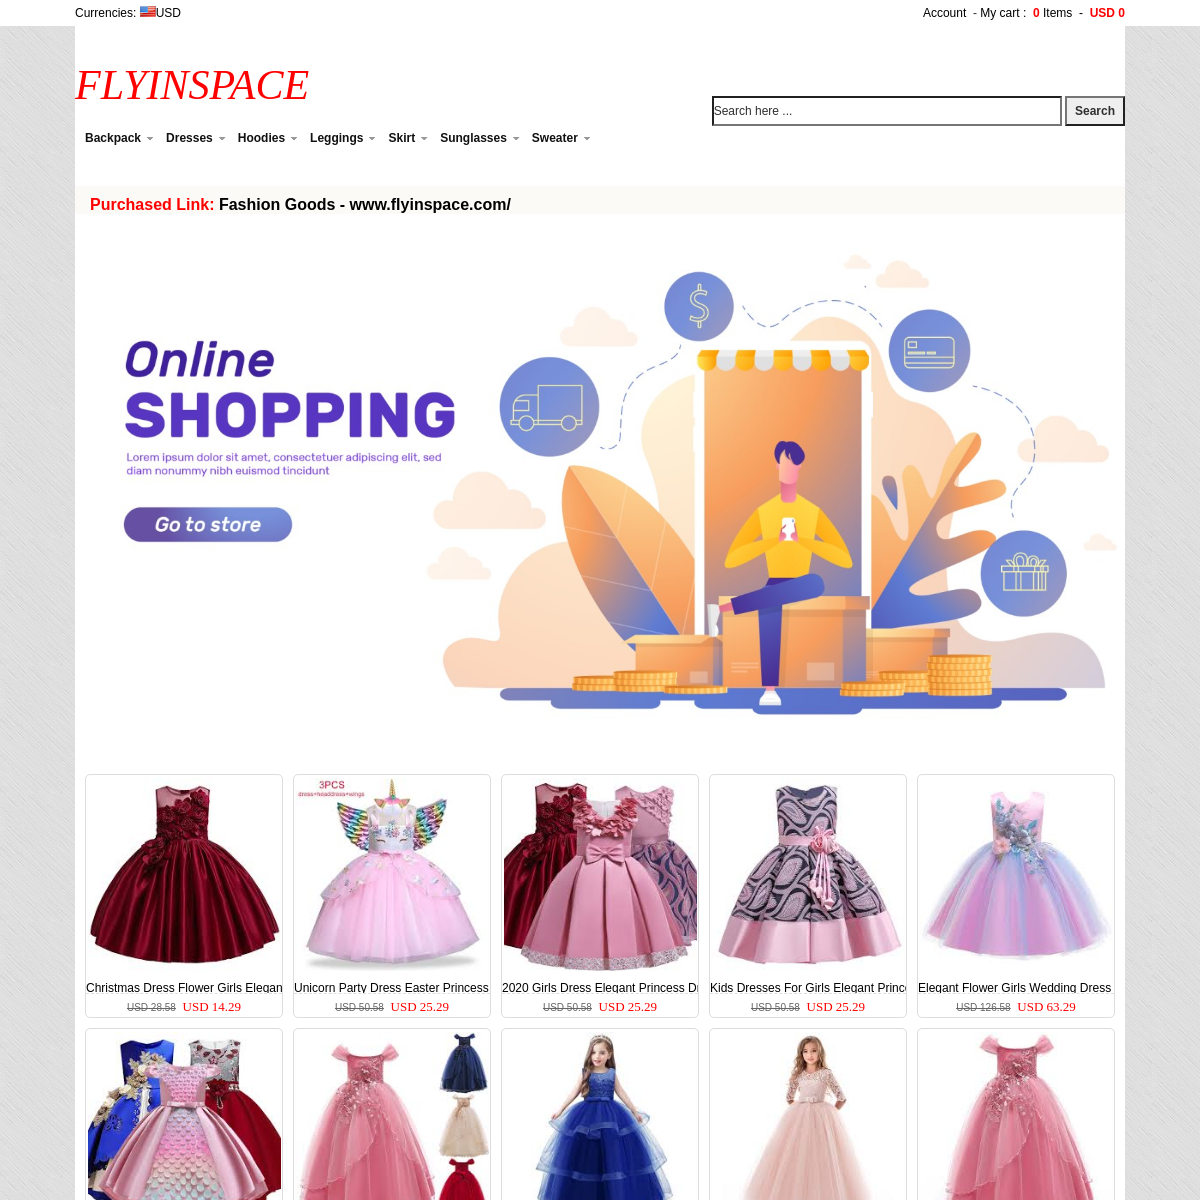 Currencies: USD
Account - My cart : 0 Items - USD 0
FLYINSPACE
Search here ... Search
Backpack Dresses Hoodies Leggings Skirt Sunglasses Sweater
Purchased Link: Fashion Goods - www.flyinspace.com/
Online
SHOPPING
Lorem ipsum dolor sit amet, consectetuer adipiscing elit, sed
diam nonummy nibh euismod tincidunt
Go to store
3PCS
dress+headdress+wings
Christmas Dress Flower Girls Elegan
USD 28.58 USD 14.29
Unicorn Party Dress Easter Princess
USD 50.58 USD 25.29
2020 Girls Dress Elegant Princess Dr
USD 50.58 USD 25.29
Kids Dresses For Girls Elegant Prince
USD 50.58 USD 25.29
Elegant Flower Girls Wedding Dress
USD 126.58 USD 63.29